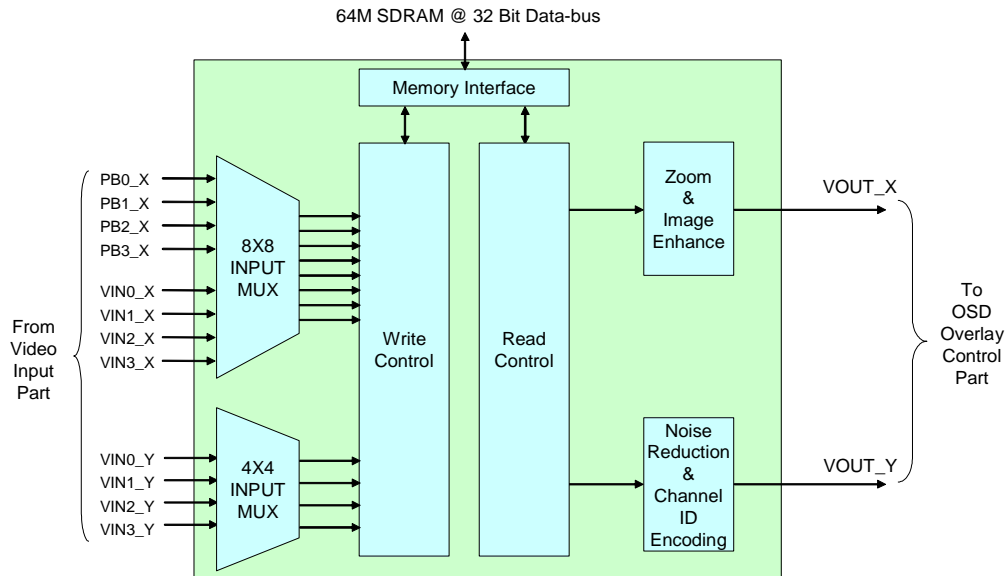 64M SDRAM @ 32 Bit Data-bus
Memory Interface
PB0_X
PB1_X
PB2_X
PB3_X
VIN0_X
VIN1_X
VIN2_X
VIN3_X
8X8
INPUT
MUX
From
Video
Input
Part
VIN0_Y
VIN1_Y
VIN2_Y
VIN3_Y
4X4
INPUT
MUX
Write
Control
Read
Control
Zoom
&
Image
Enhance
VOUT_X
Noise
Reduction
&
Channel
ID
Encoding
VOUT_Y
To
OSD
Overlay
Control
Part